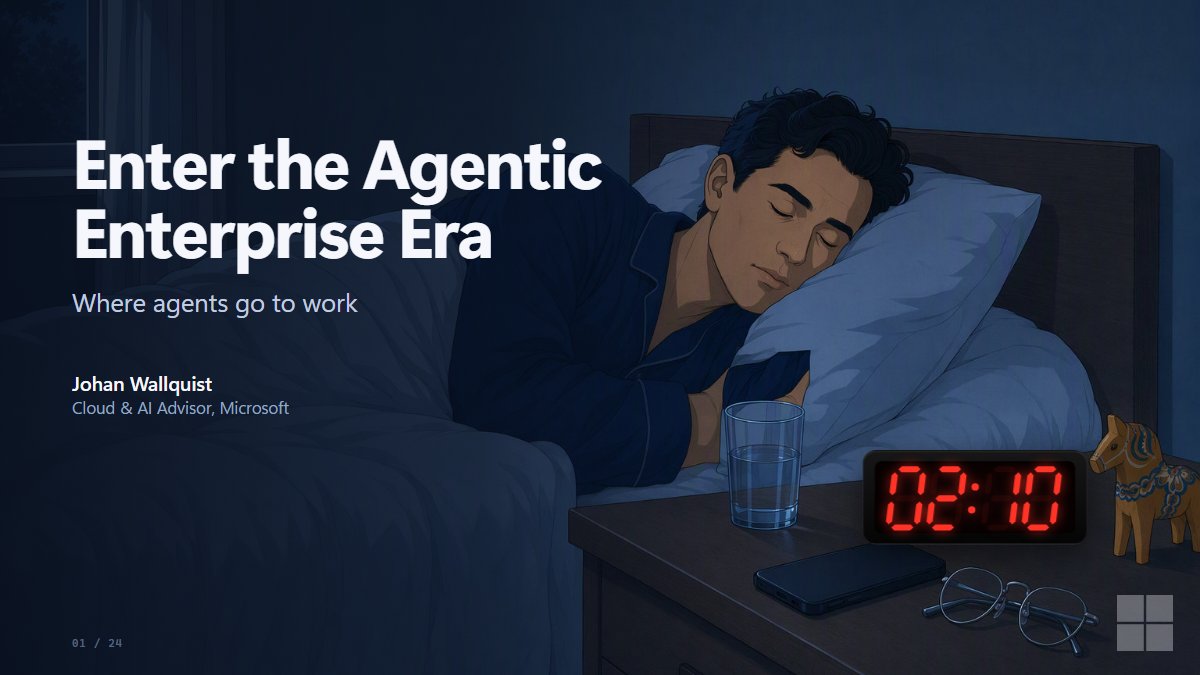 Enter the Agentic
Enterprise Era
Where agents go to work
Johan Wallquist
Cloud & AI Advisor, Microsoft
02:10
01 / 24